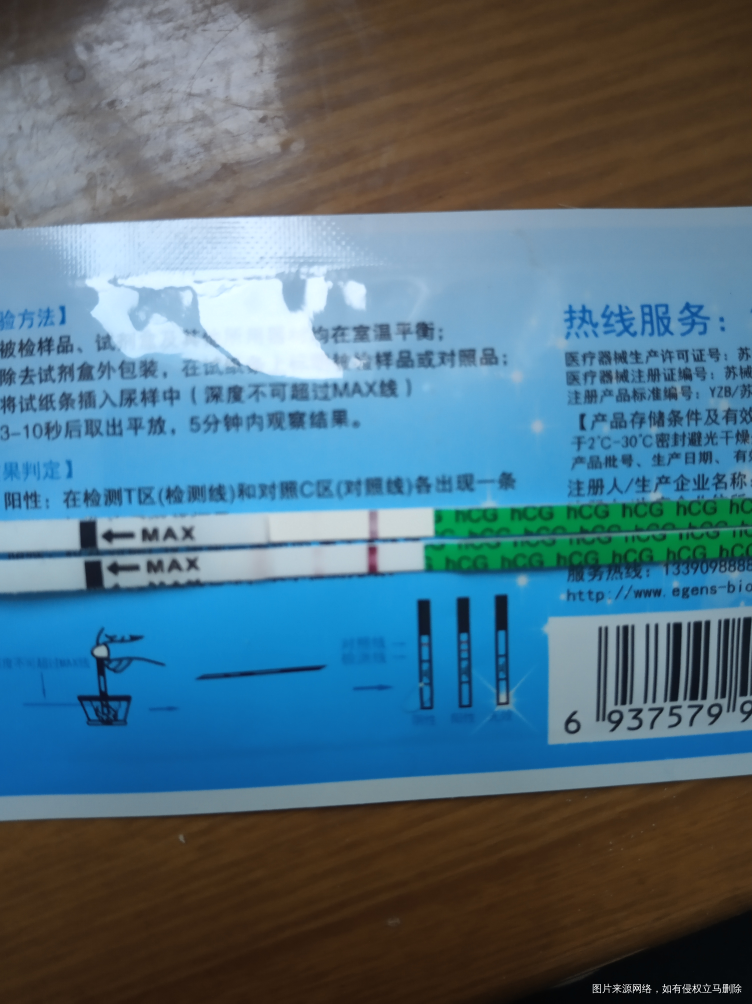 验方法】
被检样品、试
均在室温平衡；
除去试剂盒外包装，在试纸
样品或对照品；
将试纸条插入尿样中（深度不可超过MAX线）
3-10秒后取出平放，5分钟内观察结果。
果判定】
阳性：在检测T区(检测线)和对照C区(对照线)各出现一条
热线服务：
医疗器械生产许可证号：苏
医疗器械注册证编号：苏械
注册产品标准编号：YZB/苏
【产品存储条件及有效
于2℃-30℃密封避光干燥
产品批号、生产日期、有效
注册人/生产企业名称：
← MAX
hCG hCG hCG hCG hCG
← MAX
hCG hCG hCG hCG hCG
服务热线：1339098888
http://www.egens-bio
对照线
检测线
6 937579 9
图片来源网络，如有侵权立马删除